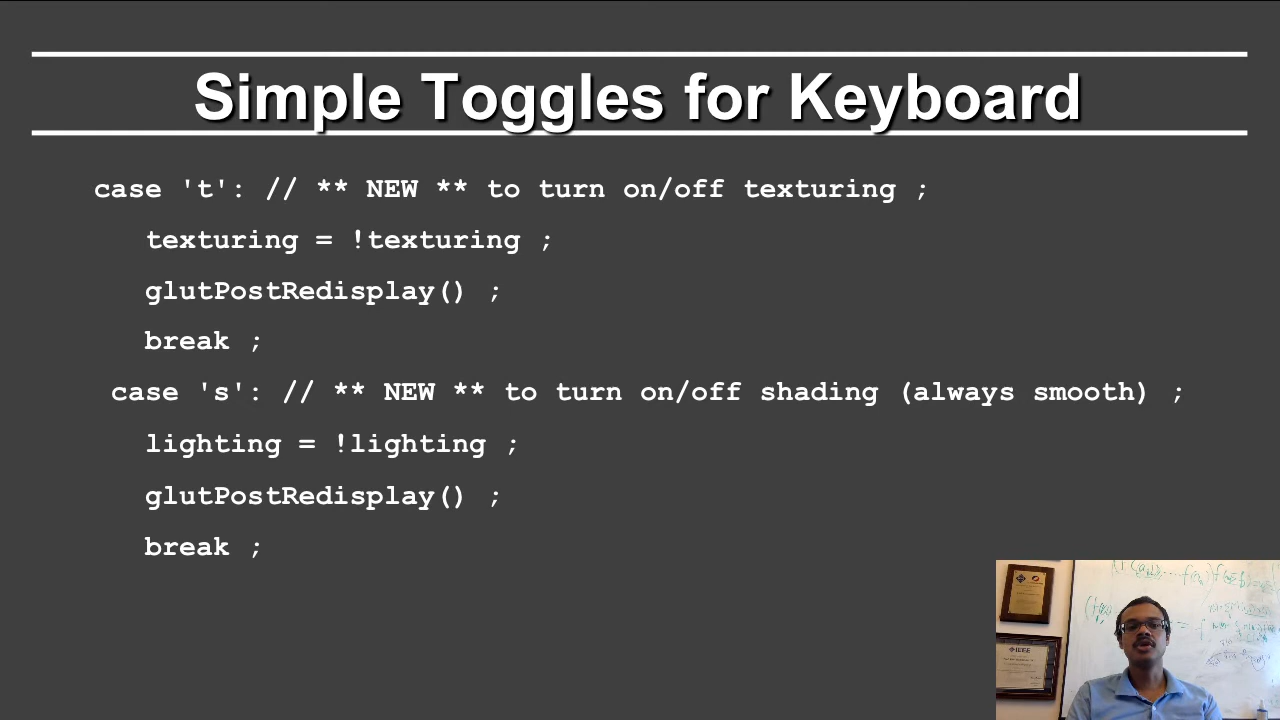 Simple Toggles for Keyboard
case 't': // ** NEW ** to turn on/off texturing ;
texturing = !texturing ;
glutPostRedisplay() ;
break ;
case 's': // ** NEW ** to turn on/off shading (always smooth) ;
lighting = !lighting ;
glutPostRedisplay() ;
break ;
IEEE